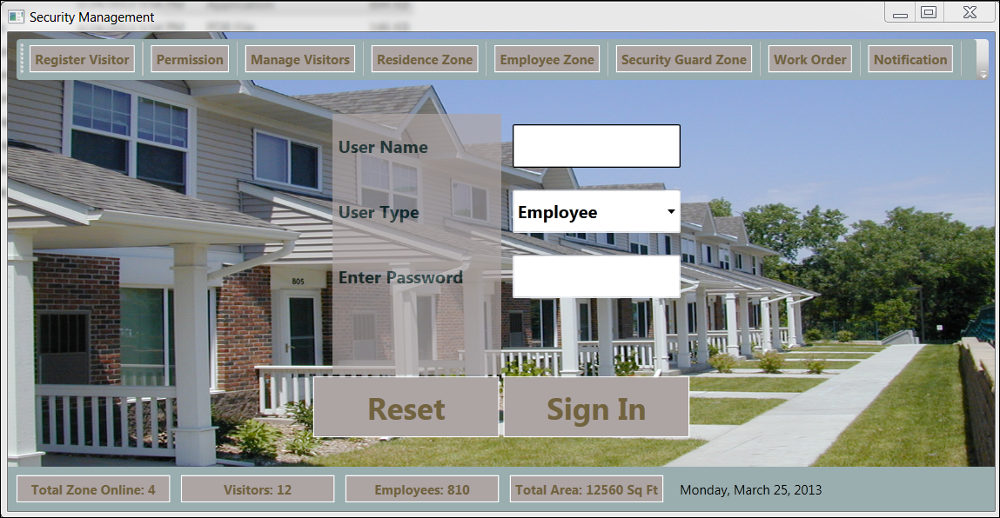 Security Management
Register Visitor
Permission
Manage Visitors
Residence Zone
Employee Zone
Security Guard Zone
Work Order
Notification
User Name
User Type
Employee
Enter Password
805
Reset
Sign In
Total Zone Online: 4
Visitors: 12
Employees: 810
Total Area: 12560 Sq Ft
Monday, March 25, 2013